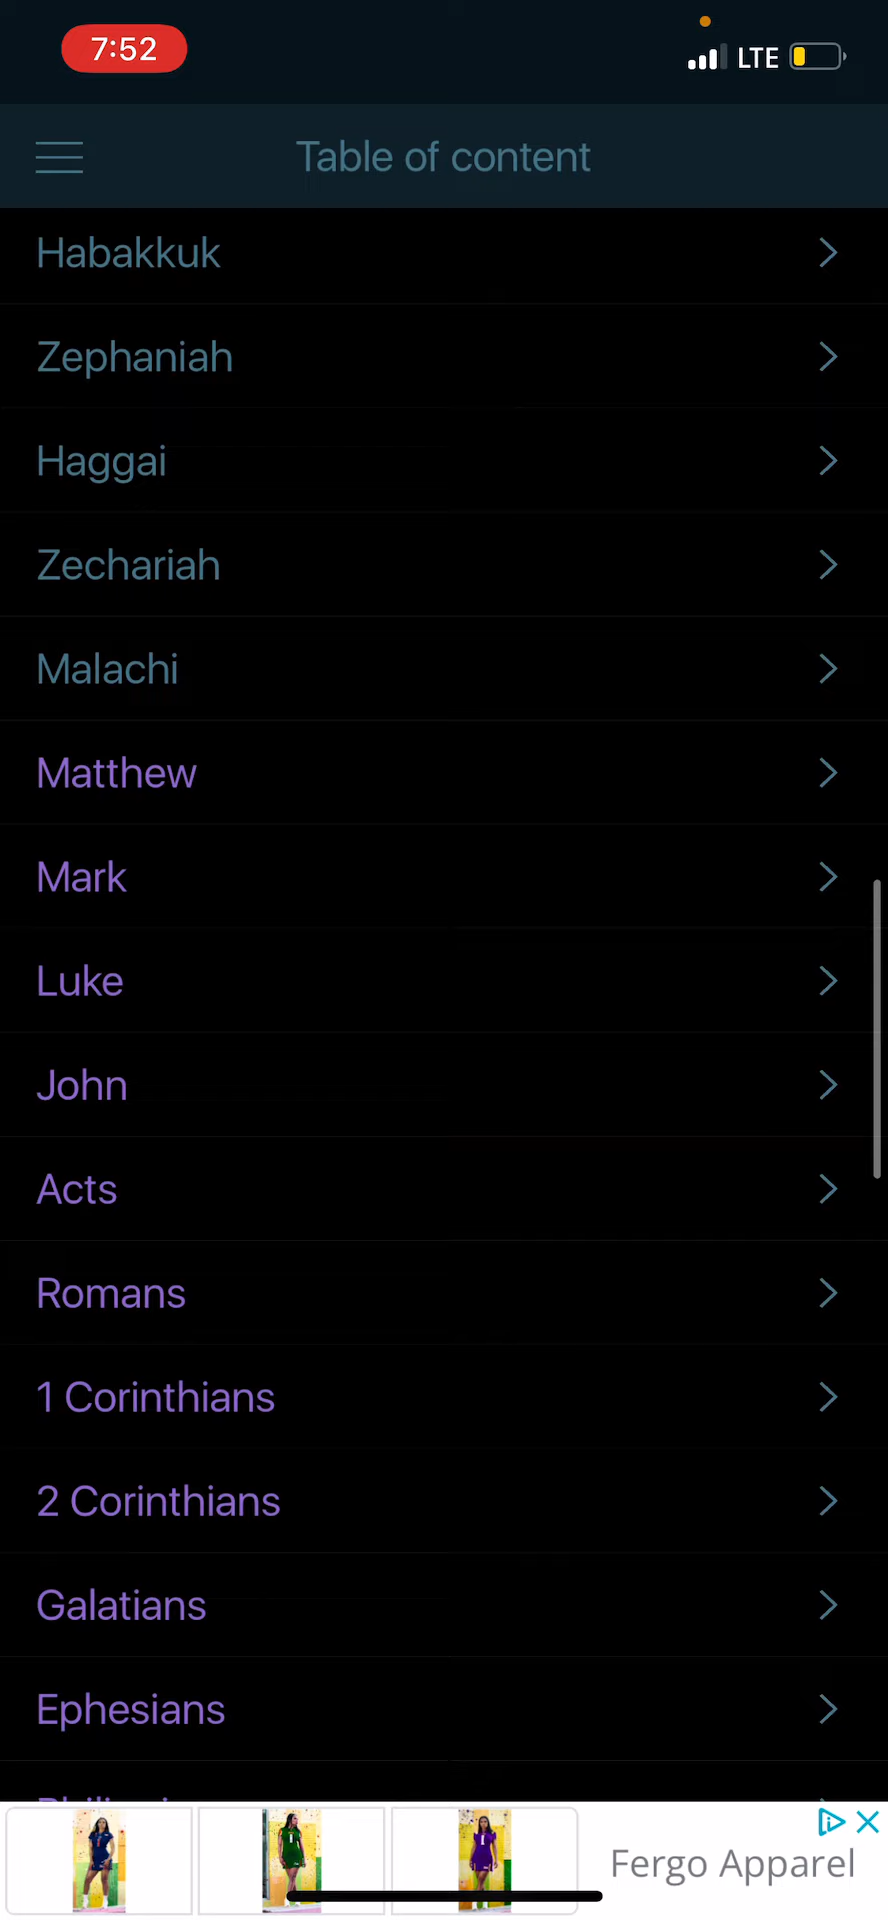 7:52
LTE
Table of content
Habakkuk
Zephaniah
Haggai
Zechariah
Malachi
Matthew
Mark
Luke
John
Acts
Romans
1 Corinthians
2 Corinthians
Galatians
Ephesians
Fergo Apparel